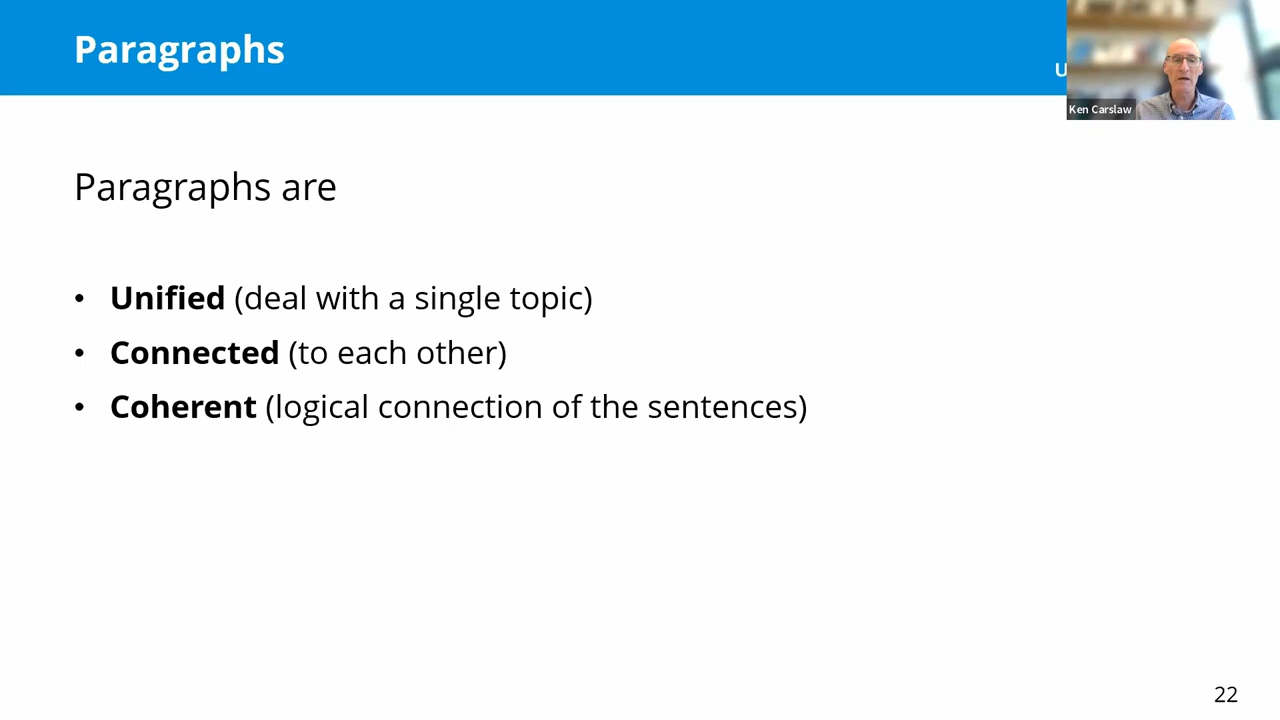 Paragraphs
U
Ken Carslaw
Paragraphs are
• Unified (deal with a single topic)
• Connected (to each other)
• Coherent (logical connection of the sentences)
22